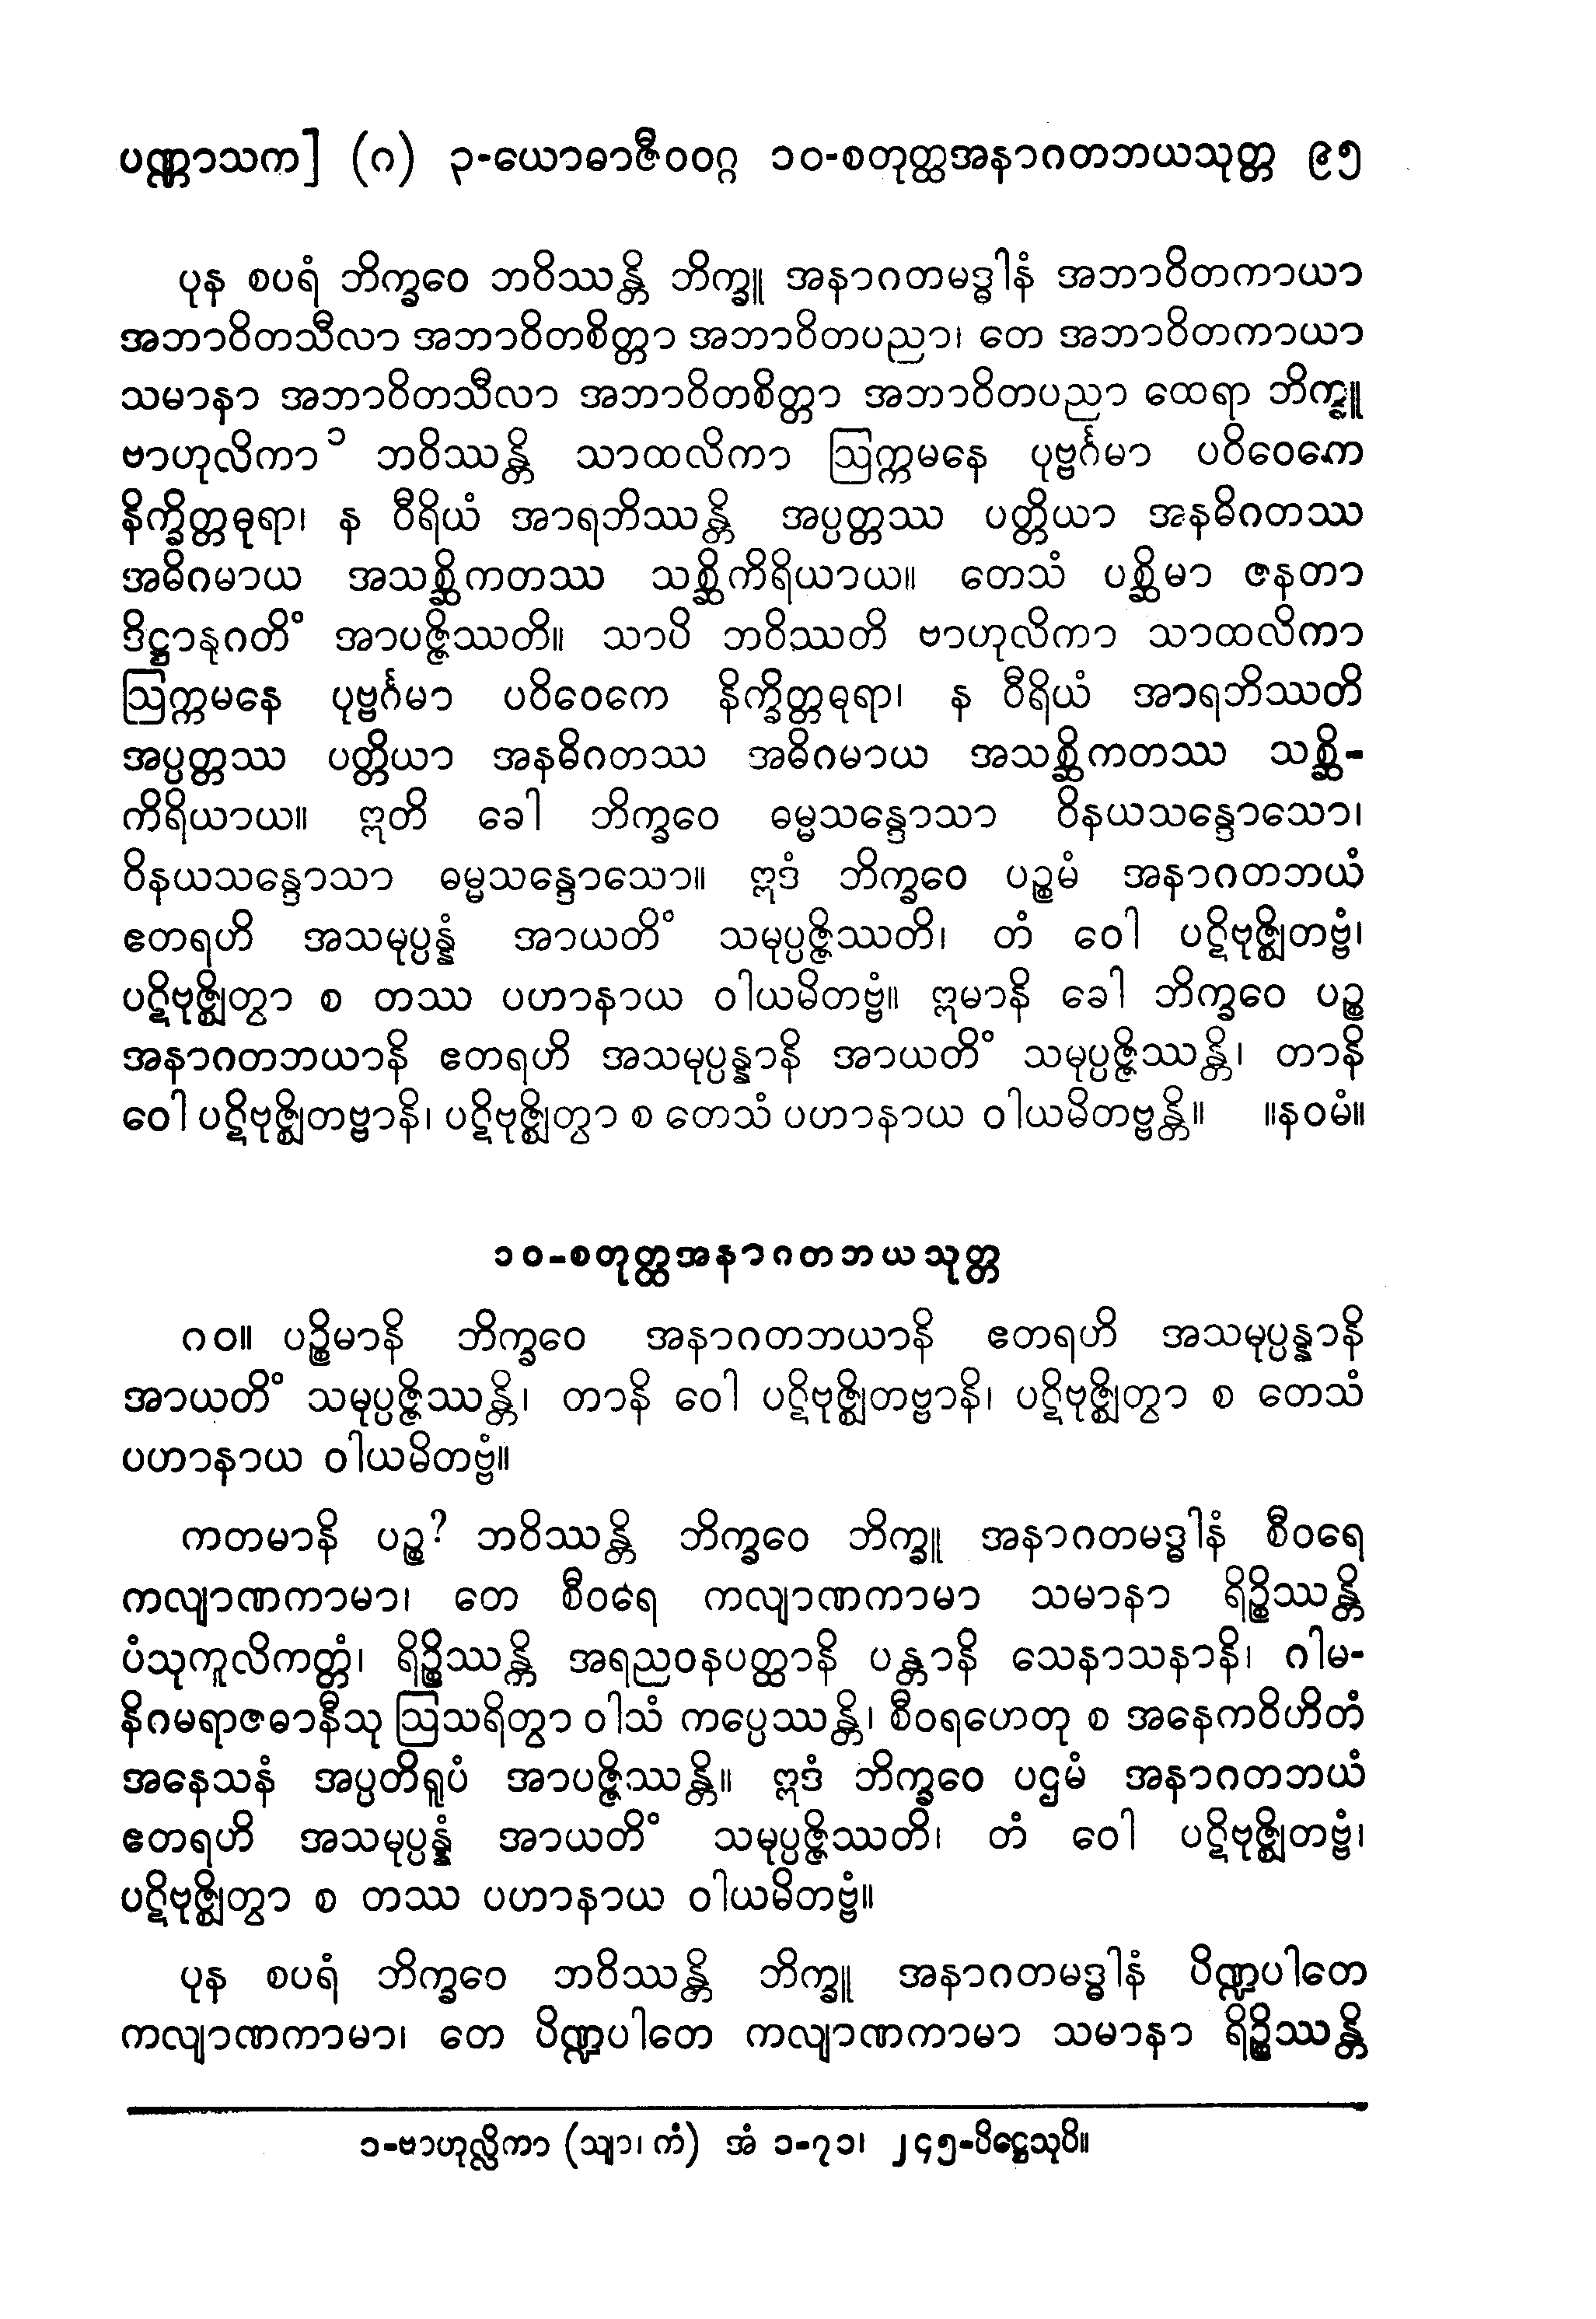 ပဏ္ဏာသက] (ဂ) ၃-ယောဓာဇီဝဝဂ္ဂ ၁၀-စတုတ္ထအနာဂတဘယသုတ္တ ၉၅
ပုန စပရံ ဘိက္ခဝေ ဘဝိဿန္တိ ဘိက္ခူ အနာဂတမဒ္ဓါနံ အဘာဝိတကာယာ
အဘာဝိတသီလာ အဘာဝိတစိတ္တာ အဘာဝိတပညာ၊ တေ အဘာဝိတကာယာ
သမာနာ အဘာဝိတသီလာ အဘာဝိတစိတ္တာ အဘာဝိတပညာ ထေရာ ဘိက္ခူ
ဗာဟုလိကာ ၁ ဘဝိဿန္တိ သာထလိကာ ဩက္ကမနေ ပုဗ္ဗင်္ဂမာ ပဝိဝေကေ
နိက္ခိတ္တဓုရာ၊ န ဝီရိယံ အာရဘိဿန္တိ အပ္ပတ္တဿ ပတ္တိယာ အနဓိဂတဿ
အဓိဂမာယ အသစ္ဆိကတဿ သစ္ဆိကိရိယာယ။ တေသံ ပစ္ဆိမာ ဇနတာ
ဒိဋ္ဌာနုဂတိံ အာပဇ္ဇိဿတိ။ သာပိ ဘဝိဿတိ ဗာဟုလိကာ သာထလိကာ
ဩက္ကမနေ ပုဗ္ဗင်္ဂမာ ပဝိဝေကေ နိက္ခိတ္တဓုရာ၊ န ဝီရိယံ အာရဘိဿတိ
အပ္ပတ္တဿ ပတ္တိယာ အနဓိဂတဿ အဓိဂမာယ အသစ္ဆိကတဿ သစ္ဆိ-
ကိရိယာယ။ ဣတိ ခေါ ဘိက္ခဝေ ဓမ္မသန္ဒောသာ ဝိနယသန္ဒောသော၊
ဝိနယသန္ဒောသာ ဓမ္မသန္ဒောသော။ ဣဒံ ဘိက္ခဝေ ပဉ္စမံ အနာဂတဘယံ
ဧတရဟိ အသမုပ္ပန္နံ အာယတိံ သမုပ္ပဇ္ဇိဿတိ၊ တံ ဝေါ ပဋိဗုဇ္ဈိတဗ္ဗံ၊
ပဋိဗုဇ္ဈိတွာ စ တဿ ပဟာနာယ ဝါယမိတဗ္ဗံ။ ဣမာနိ ခေါ ဘိက္ခဝေ ပဉ္စ
အနာဂတဘယာနိ ဧတရဟိ အသမုပ္ပန္နာနိ အာယတိံ သမုပ္ပဇ္ဇိဿန္တိ၊ တာနိ
ဝေါ ပဋိဗုဇ္ဈိတဗ္ဗာနိ၊ ပဋိဗုဇ္ဈိတွာ စ တေသံ ပဟာနာယ ဝါယမိတဗ္ဗန္တိ။ ။နဝမံ။
၁၀-စတုတ္ထအနာဂတဘယသုတ္တ
ဂ၀။ ပဉ္စိမာနိ ဘိက္ခဝေ အနာဂတဘယာနိ ဧတရဟိ အသမုပ္ပန္နာနိ
အာယတိံ သမုပ္ပဇ္ဇိဿန္တိ၊ တာနိ ဝေါ ပဋိဗုဇ္ဈိတဗ္ဗာနိ၊ ပဋိဗုဇ္ဈိတွာ စ တေသံ
ပဟာနာယ ဝါယမိတဗ္ဗံ။
ကတမာနိ ပဉ္စ? ဘဝိဿန္တိ ဘိက္ခဝေ ဘိက္ခူ အနာဂတမဒ္ဓါနံ စီဝရေ
ကလျာဏကာမာ၊ တေ စီဝရေ ကလျာဏကာမာ သမာနာ ရိဉ္စိဿန္တိ
ပံသုကူလိကတ္တံ၊ ရိဉ္စိဿန္တိ အရညဝနပတ္ထာနိ ပန္တာနိ သေနာသနာနိ၊ ဂါမ-
နိဂမရာဇဓာနီသု ဩသရိတွာ ဝါသံ ကပ္ပေဿန္တိ၊ စီဝရဟေတု စ အနေကဝိဟိတံ
အနေသနံ အပ္ပတိရူပံ အာပဇ္ဇိဿန္တိ။ ဣဒံ ဘိက္ခဝေ ပဌမံ အနာဂတဘယံ
ဧတရဟိ အသမုပ္ပန္နံ အာယတိံ သမုပ္ပဇ္ဇိဿတိ၊ တံ ဝေါ ပဋိဗုဇ္ဈိတဗ္ဗံ၊
ပဋိဗုဇ္ဈိတွာ စ တဿ ပဟာနာယ ဝါယမိတဗ္ဗံ။
ပုန စပရံ ဘိက္ခဝေ ဘဝိဿန္တိ ဘိက္ခူ အနာဂတမဒ္ဓါနံ ပိဏ္ဍပါတေ
ကလျာဏကာမာ၊ တေ ပိဏ္ဍပါတေ ကလျာဏကာမာ သမာနာ ရိဉ္စိဿန္တိ
၁-ဗာဟုလ္လိကာ (သျာ၊ ကံ) အံ ၁-၇၁၊ ၂၄၅-ပိဋ္ဌေသုပိ။